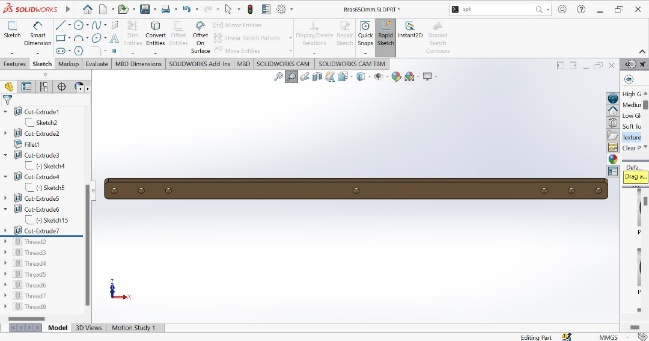 SOLIDWORKS
Bras650mm.SLDPRT *
Sketch
Smart Dimension
Trim Entities
Convert Entities
Offset Entities
Offset On Surface
Mirror Entities
Linear Sketch Pattern
Move Entities
Display/Delete Relations
Repair Sketch
Quick Snaps
Rapid Sketch
Instant2D
Shaded Sketch Contours
Features
Sketch
Markup
Evaluate
MBD Dimensions
SOLIDWORKS Add-Ins
MBD
SOLIDWORKS CAM
SOLIDWORKS CAM TBM
High G
Medium
Low Gl
Soft To
Texture
Clear P
Defa...
Drag a...
Cut-Extrude1
Sketch2
Cut-Extrude2
Fillet1
Cut-Extrude3
(-) Sketch4
Cut-Extrude4
(-) Sketch5
Cut-Extrude5
Cut-Extrude6
(-) Sketch15
Cut-Extrude7
Thread2
Thread3
Thread4
Thread5
Thread6
Thread7
Thread8
Z
X
Model
3D Views
Motion Study 1
Editing Part
MMGS